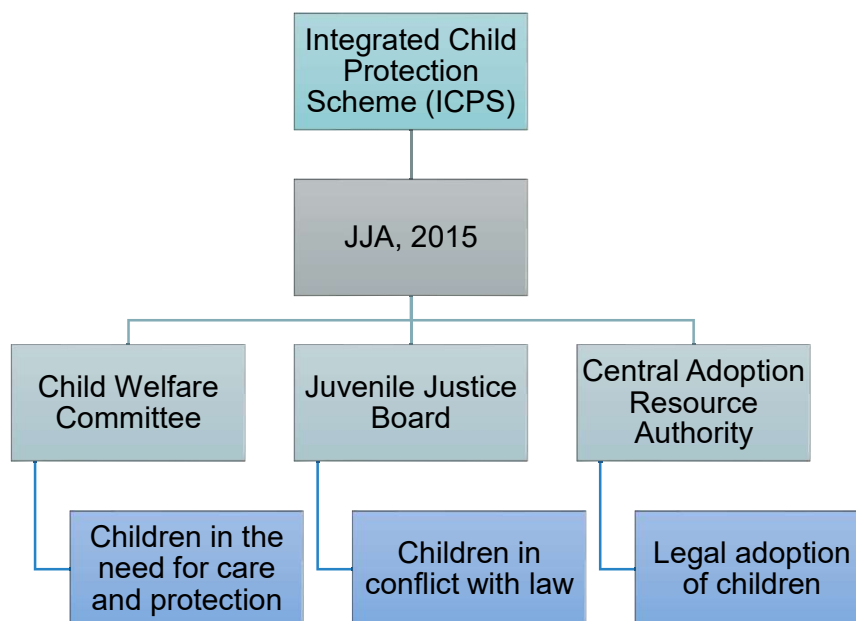 Integrated Child
Protection
Scheme (ICPS)
JJA, 2015
Child Welfare
Committee
Juvenile Justice
Board
Central Adoption
Resource
Authority
Children in the
need for care
and protection
Children in
conflict with law
Legal adoption
of children